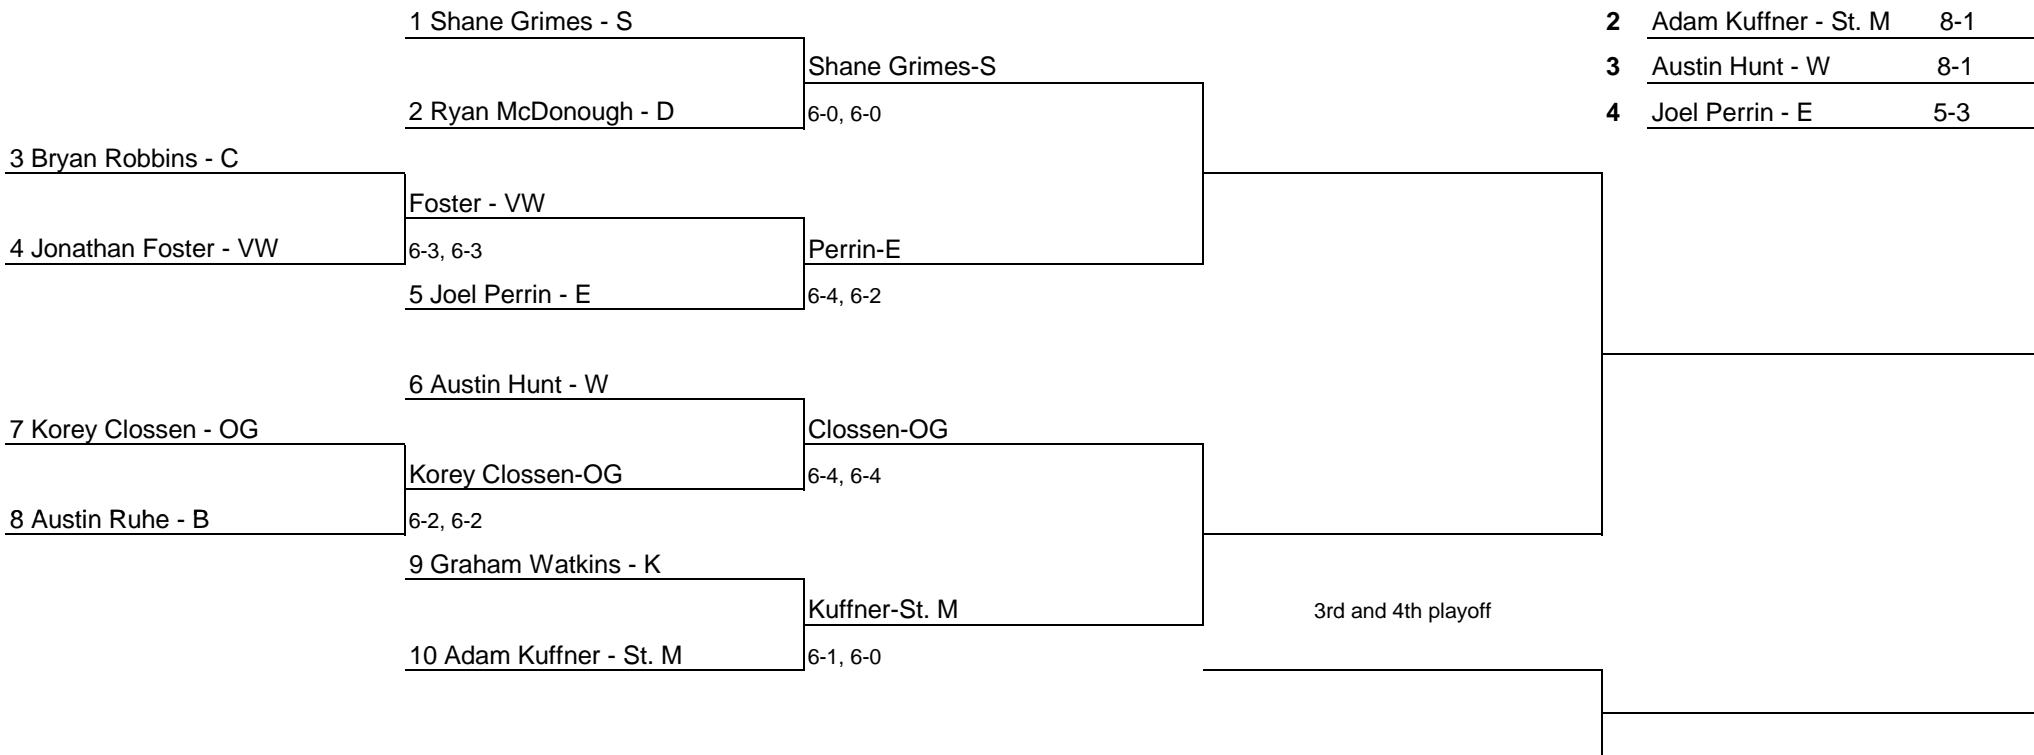 1 Shane Grimes - S
2 Adam Kuffner - St. M 8-1
Shane Grimes-S
3 Austin Hunt - W 8-1
2 Ryan McDonough - D
6-0, 6-0
4 Joel Perrin - E 5-3
3 Bryan Robbins - C
Foster - VW
4 Jonathan Foster - VW
6-3, 6-3
Perrin-E
5 Joel Perrin - E
6-4, 6-2
6 Austin Hunt - W
7 Korey Clossen - OG
Clossen-OG
Korey Clossen-OG
6-4, 6-4
8 Austin Ruhe - B
6-2, 6-2
9 Graham Watkins - K
Kuffner-St. M
3rd and 4th playoff
10 Adam Kuffner - St. M
6-1, 6-0